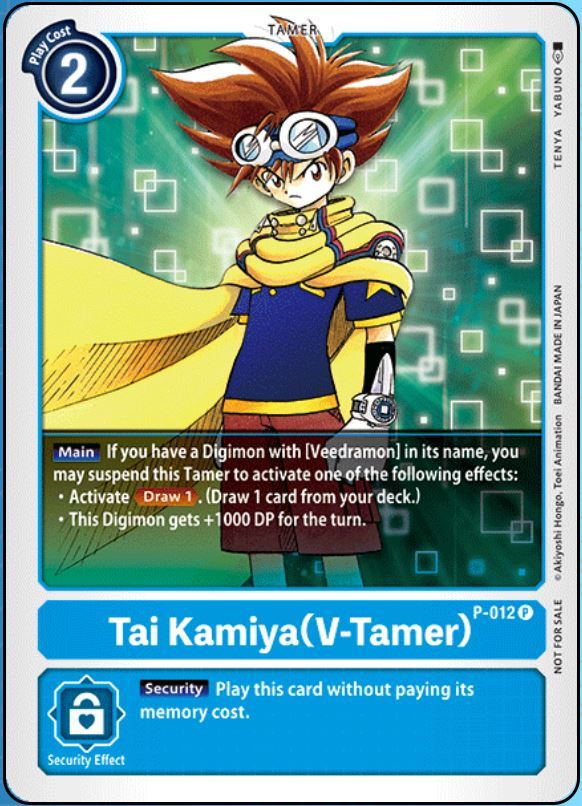 TAMER
Play Cost
2
TENYA YABUNO
Main If you have a Digimon with [Veedramon] in its name, you
may suspend this Tamer to activate one of the following effects:
・Activate Draw 1. (Draw 1 card from your deck.)
・This Digimon gets +1000 DP for the turn.
©Akiyoshi Hongo, Toei Animation BANDAI MADE IN JAPAN
P-012 P
Tai Kamiya(V-Tamer)
NOT FOR SALE
Security Play this card without paying its
memory cost.
Security Effect